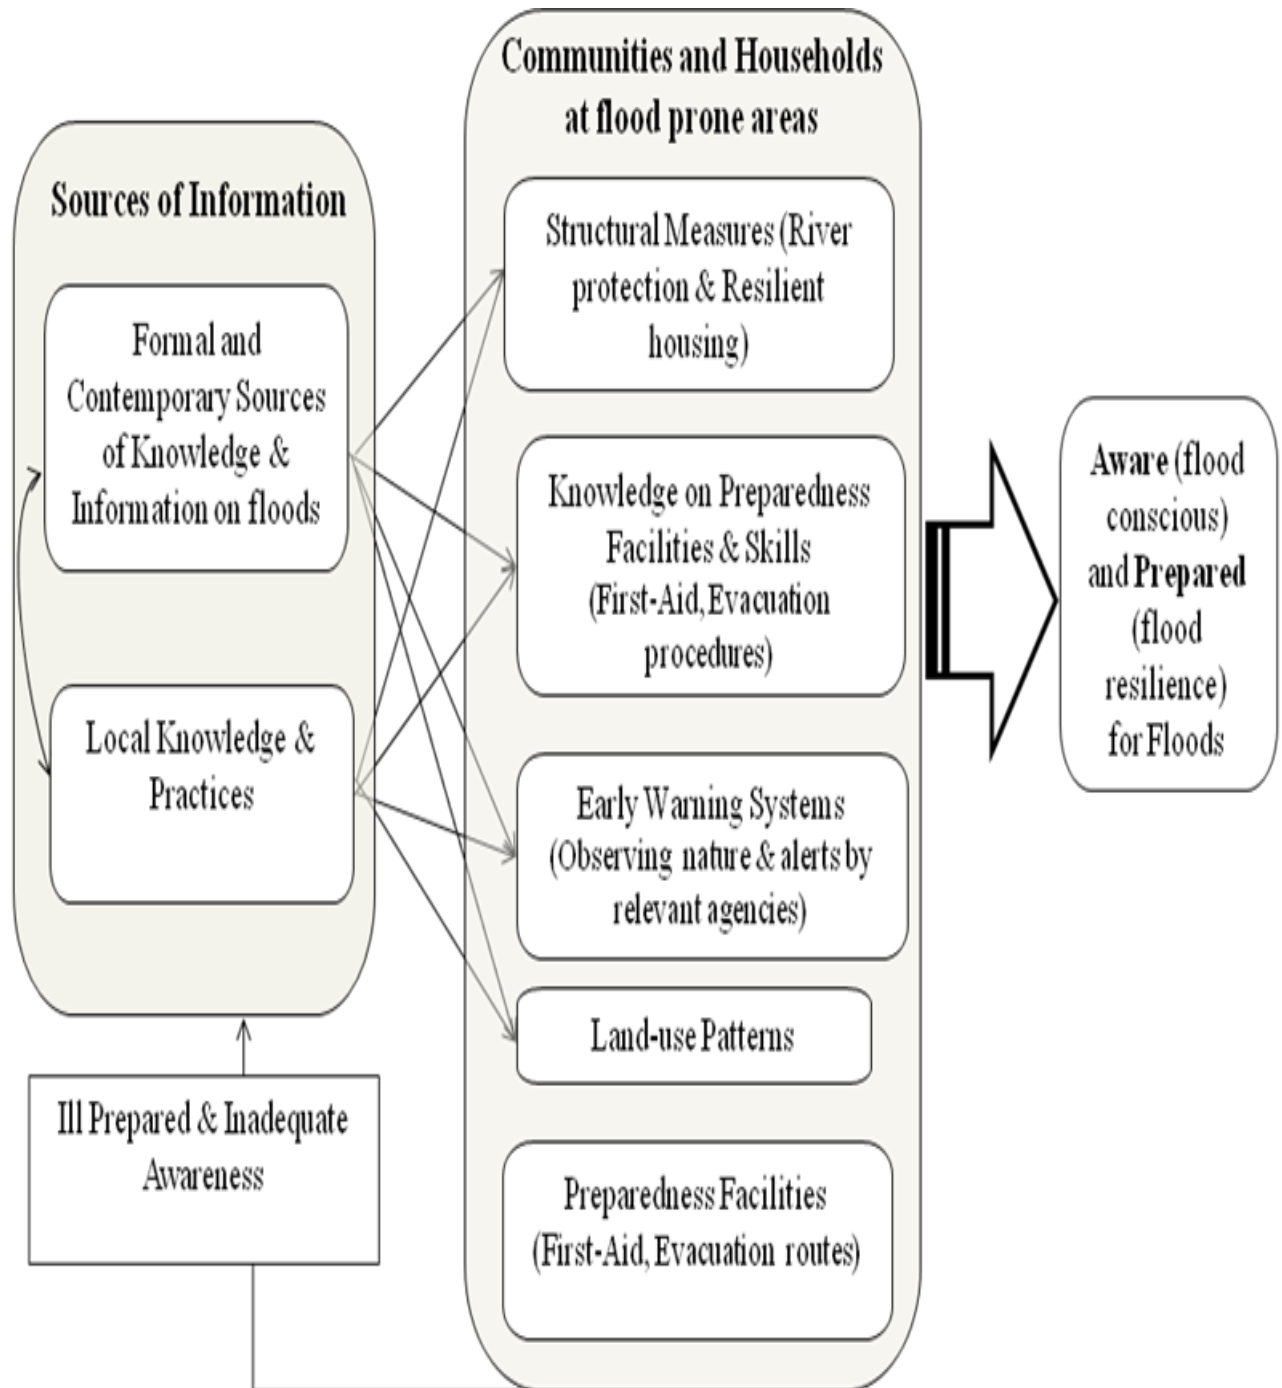 Sources of Information
Formal and
Contemporary Sources
of Knowledge &
Information on floods
Local Knowledge &
Practices
Ill Prepared & Inadequate
Awareness
Communities and Households
at flood prone areas
Structural Measures (River
protection & Resilient
housing)
Knowledge on Preparedness
Facilities & Skills
(First-Aid, Evacuation
procedures)
Early Warning Systems
(Observing nature & alerts by
relevant agencies)
Land-use Patterns
Preparedness Facilities
(First-Aid, Evacuation routes)
Aware (flood
conscious)
and Prepared
(flood
resilience)
for Floods